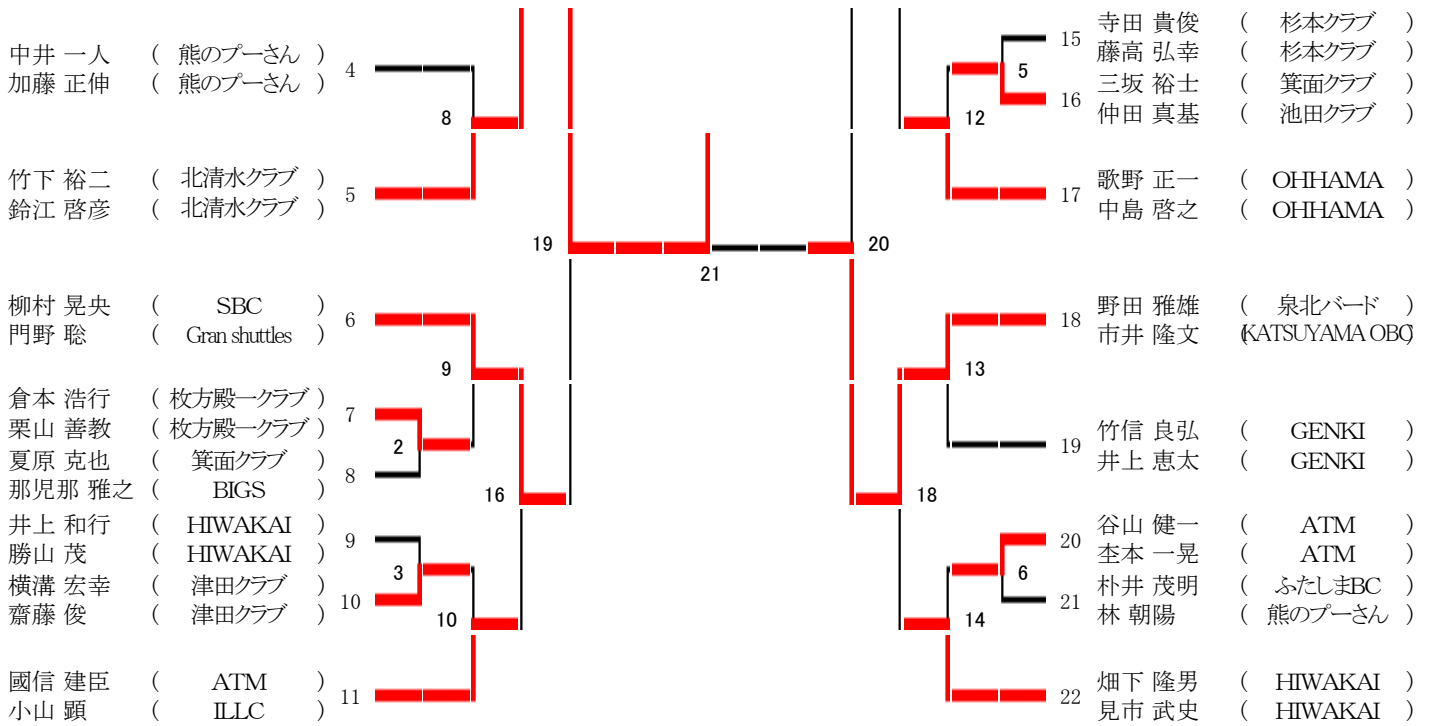 中井 一人 ( 熊のプーさん )
加藤 正伸 ( 熊のプーさん )
4
8
竹下 裕二 ( 北清水クラブ )
鈴江 啓彦 ( 北清水クラブ )
5
19
柳村 晃央 ( SBC )
門野 聡 ( Gran shuttles )
6
9
倉本 浩行 ( 枚方殿一クラブ )
栗山 善教 ( 枚方殿一クラブ )
7
2
夏原 克也 ( 箕面クラブ )
那児那 雅之 ( BIGS )
8
16
井上 和行 ( HIWAKAI )
勝山 茂 ( HIWAKAI )
9
3
横溝 宏幸 ( 津田クラブ )
齋藤 俊 ( 津田クラブ )
10
10
國信 建臣 ( ATM )
小山 顕 ( ILLC )
11
21
15
寺田 貴俊 ( 杉本クラブ )
藤高 弘幸 ( 杉本クラブ )
5
16
三坂 裕士 ( 箕面クラブ )
仲田 真基 ( 池田クラブ )
12
17
歌野 正一 ( OHHAMA )
中島 啓之 ( OHHAMA )
20
18
野田 雅雄 ( 泉北バード )
市井 隆文 (KATSUYAMA OBC)
13
19
竹信 良弘 ( GENKI )
井上 恵太 ( GENKI )
18
20
谷山 健一 ( ATM )
杢本 一晃 ( ATM )
6
21
朴井 茂明 ( ふたしまBC )
林 朝陽 ( 熊のプーさん )
14
22
畑下 隆男 ( HIWAKAI )
見市 武史 ( HIWAKAI )